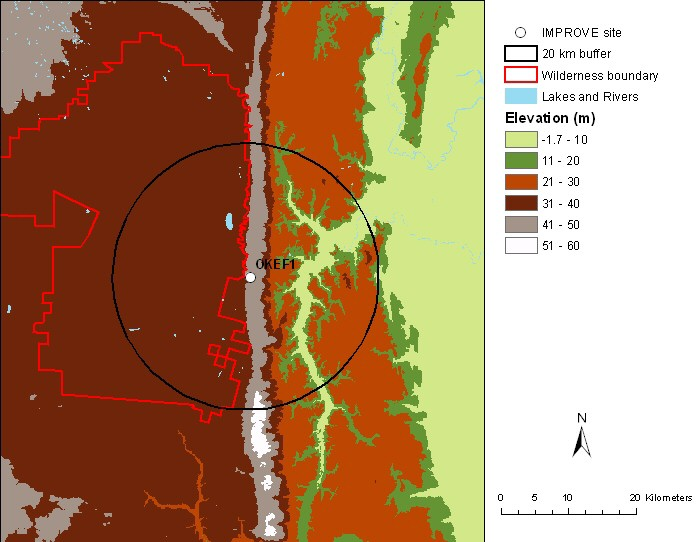 OKEF1
IMPROVE site
20 km buffer
Wilderness boundary
Lakes and Rivers
Elevation (m)
-1.7 - 10
11 - 20
21 - 30
31 - 40
41 - 50
51 - 60
N
0 5 10 20 Kilometers